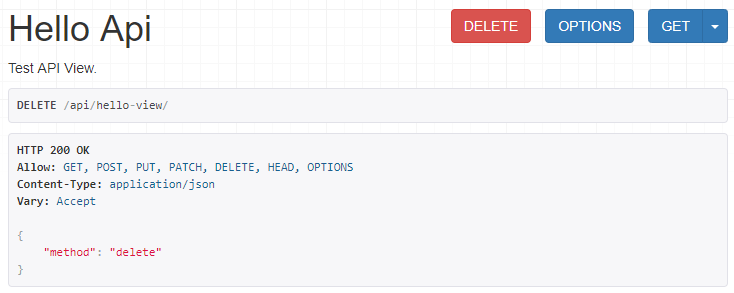 Hello Api
DELETE
OPTIONS
GET
Test API View.
DELETE /api/hello-view/
HTTP 200 OK
Allow: GET, POST, PUT, PATCH, DELETE, HEAD, OPTIONS
Content-Type: application/json
Vary: Accept
{
    "method": "delete"
}